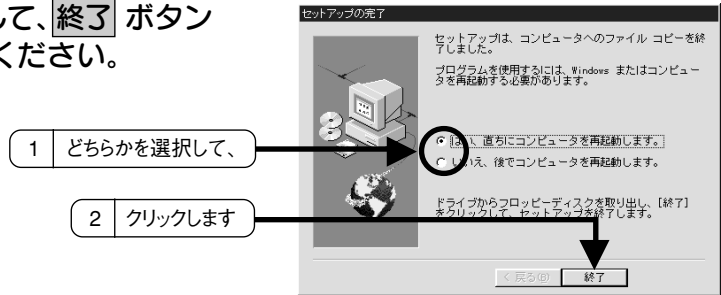 して、終了 ボタン
ください。
1 どちらかを選択して、
2 クリックします
セットアップの完了
セットアップは、コンピュータへのファイル コピーを終
了しました。
プログラムを使用するには、Windows またはコンピュー
タを再起動する必要があります。
はい、直ちにコンピュータを再起動します。
いいえ、後でコンピュータを再起動します。
ドライブからフロッピーディスクを取り出し、[終了]
をクリックして、セットアップを終了します。
< 戻る(B) 終了